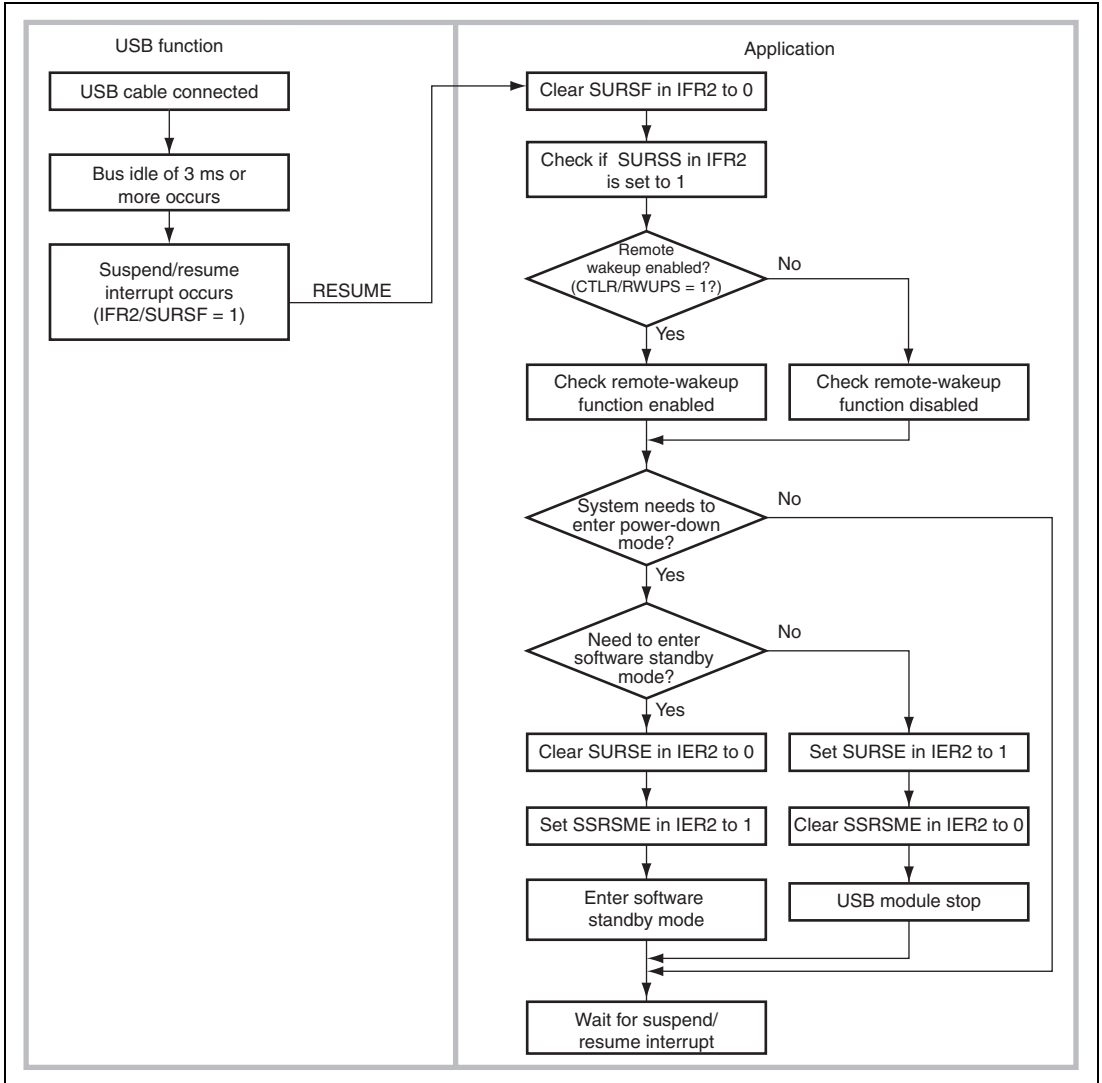 USB function
USB cable connected
Bus idle of 3 ms or
more occurs
Suspend/resume
interrupt occurs
(IFR2/SURSF = 1)
RESUME
Application
Clear SURSF in IFR2 to 0
Check if SURSS in IFR2
is set to 1
Remote
wakeup enabled?
(CTLR/RWUPS = 1?)
No
Yes
Check remote-wakeup
function enabled
Check remote-wakeup
function disabled
System needs to
enter power-down
mode?
No
Yes
Need to enter
software standby
mode?
No
Yes
Clear SURSE in IER2 to 0
Set SURSE in IER2 to 1
Set SSRSME in IER2 to 1
Clear SSRSME in IER2 to 0
Enter software
standby mode
USB module stop
Wait for suspend/
resume interrupt